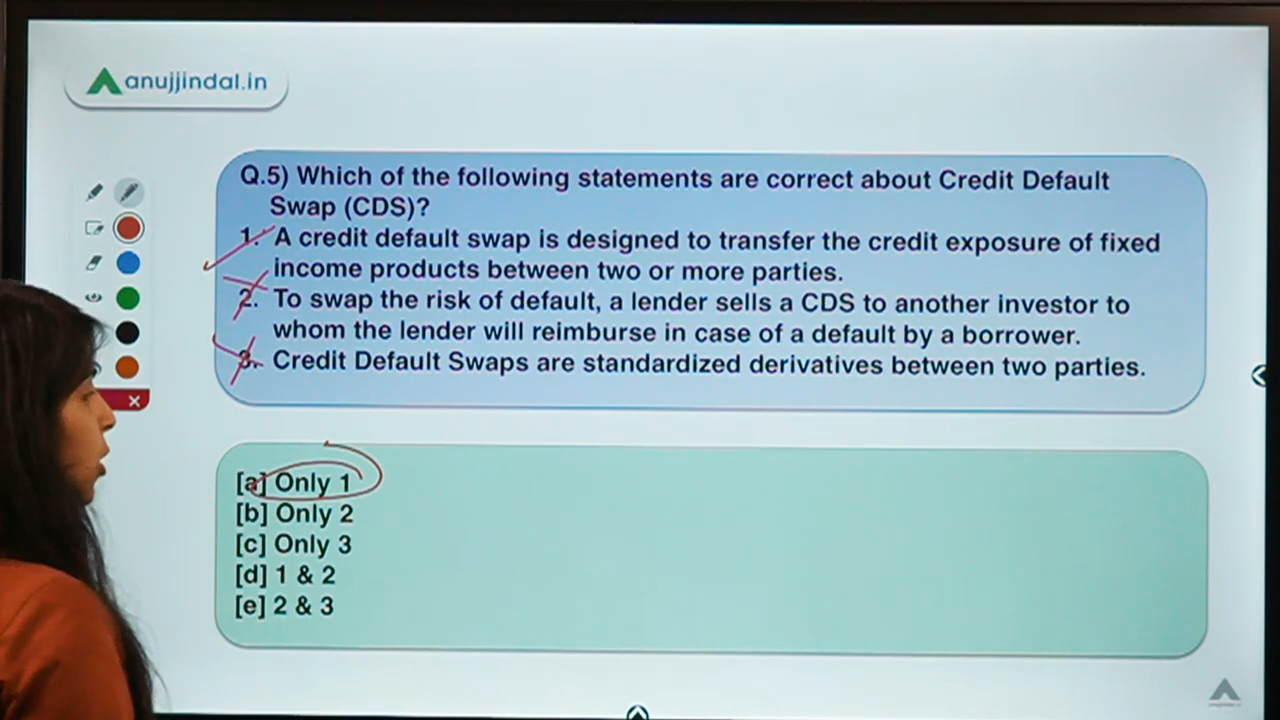 anujjindal.in
Q.5) Which of the following statements are correct about Credit Default
Swap (CDS)?
1. A credit default swap is designed to transfer the credit exposure of fixed
income products between two or more parties.
2. To swap the risk of default, a lender sells a CDS to another investor to
whom the lender will reimburse in case of a default by a borrower.
3. Credit Default Swaps are standardized derivatives between two parties.
[a] Only 1
[b] Only 2
[c] Only 3
[d] 1 & 2
[e] 2 & 3